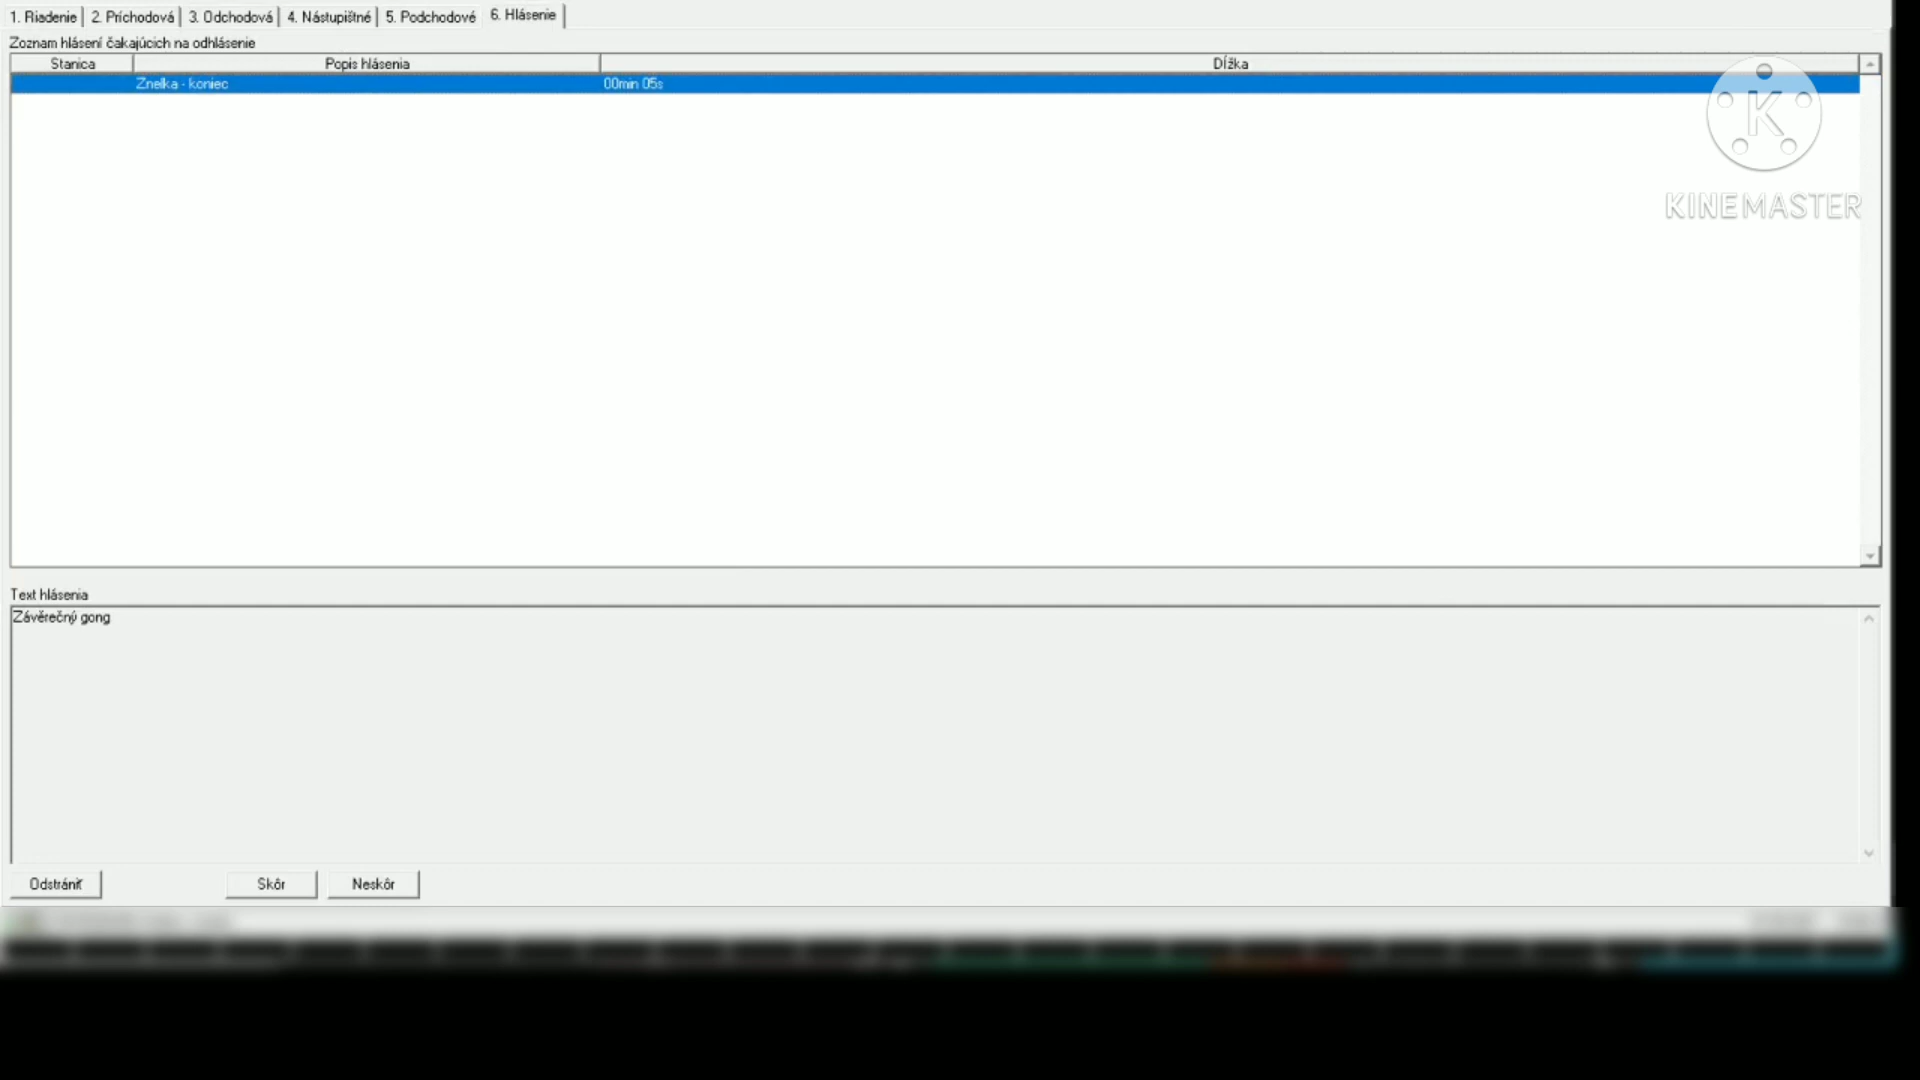 1. Riadenie 2. Príchodová 3. Odchodová 4. Nástupištné 5. Podchodové 6. Hlásenie
Zoznam hlásení čakajúcich na odhlásenie
Stanica Popis hlásenia Dĺžka
Znelka - koniec 00min 05s
KINEMASTER
Text hlásenia
Závěrečný gong
Odstrániť Skôr Neskôr